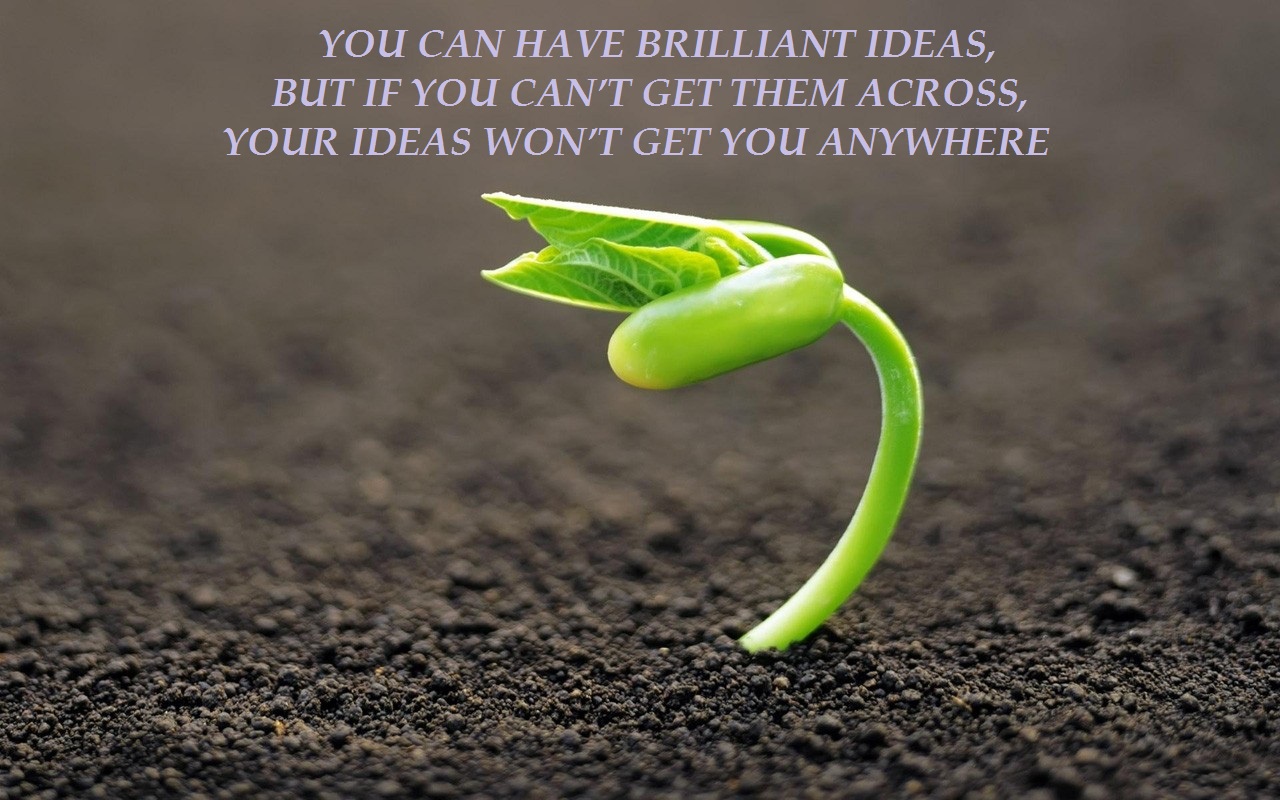 YOU CAN HAVE BRILLIANT IDEAS,
BUT IF YOU CAN'T GET THEM ACROSS,
YOUR IDEAS WON'T GET YOU ANYWHERE